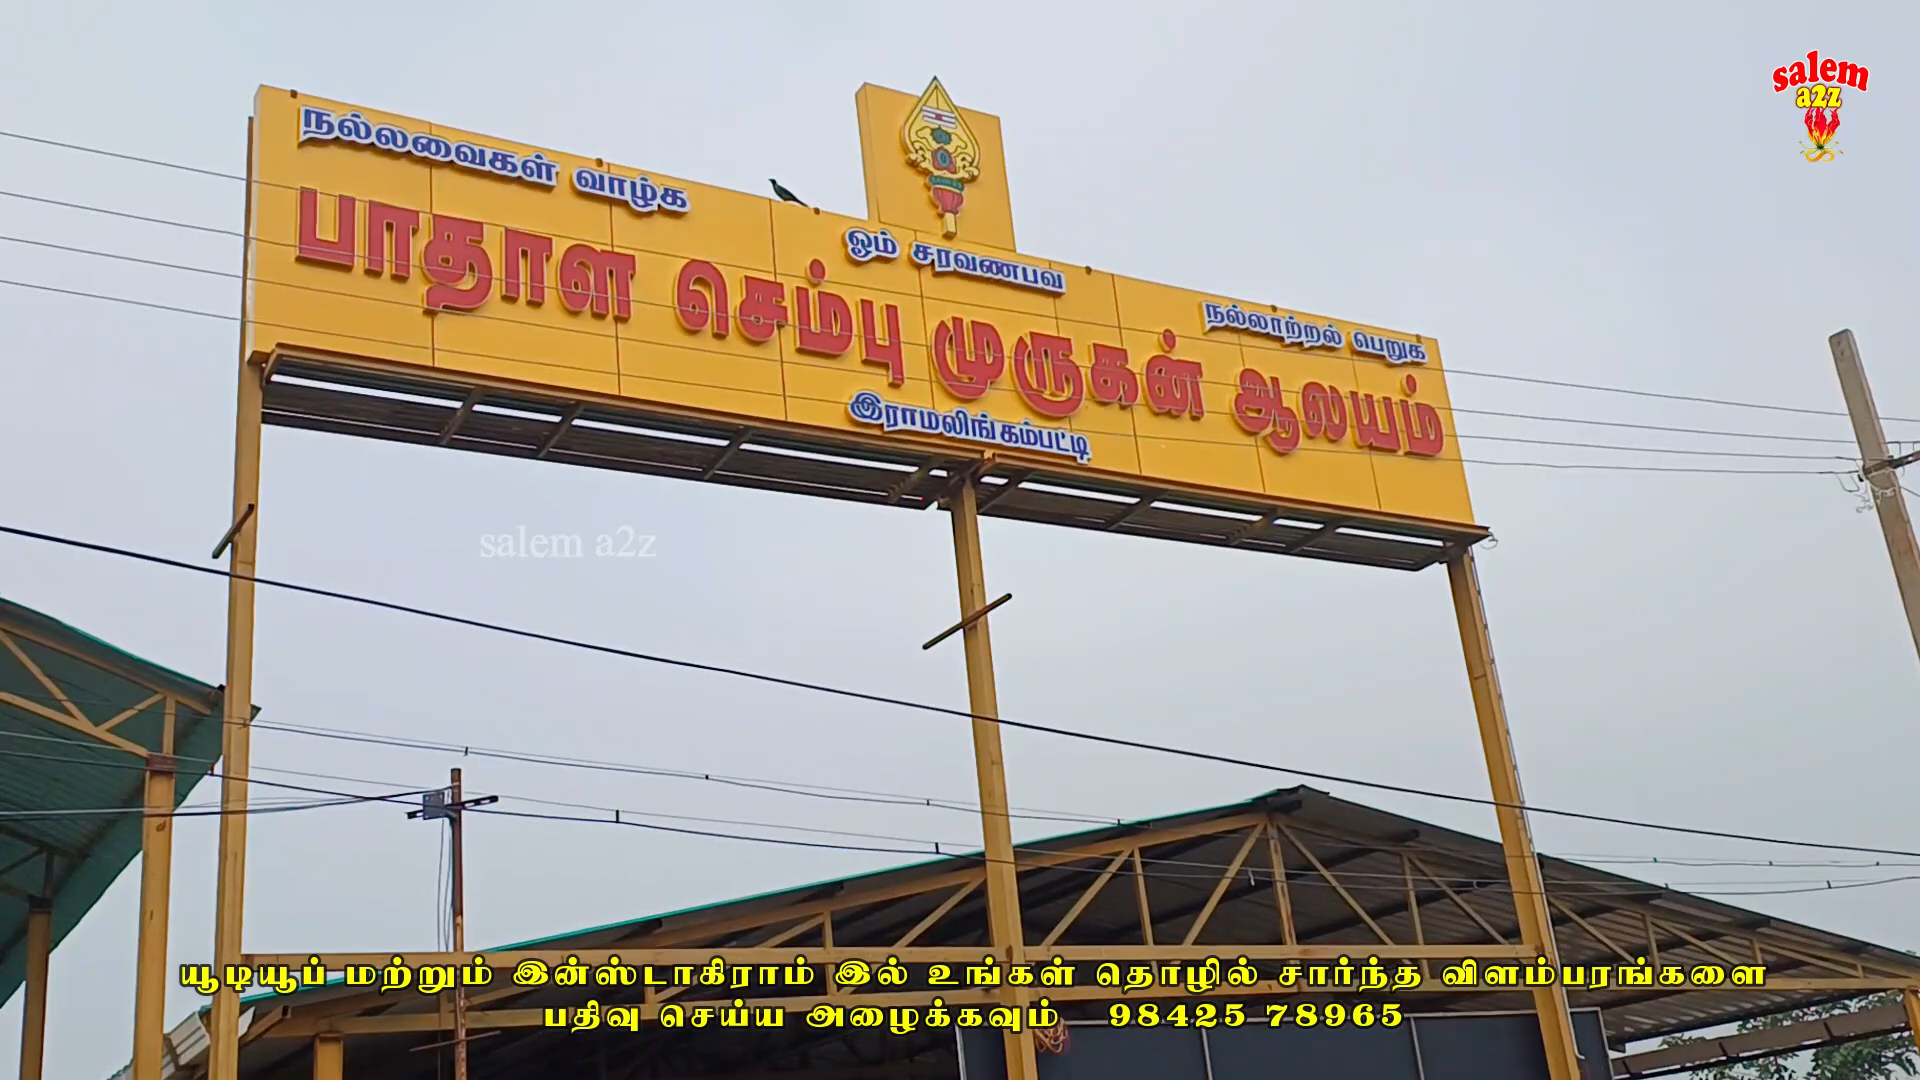 salem
a2z
நல்லவைகள் வாழ்க
ஓம் சரவணபவ
நல்லாற்றல் பெறுக
பாதாள செம்பு முருகன் ஆலயம்
இராமலிங்கம்பட்டி
salem a2z
யூடியூப் மற்றும் இன்ஸ்டாகிராம் இல் உங்கள் தொழில் சார்ந்த விளம்பரங்களை
பதிவு செய்ய அழைக்கவும் 98425 78965